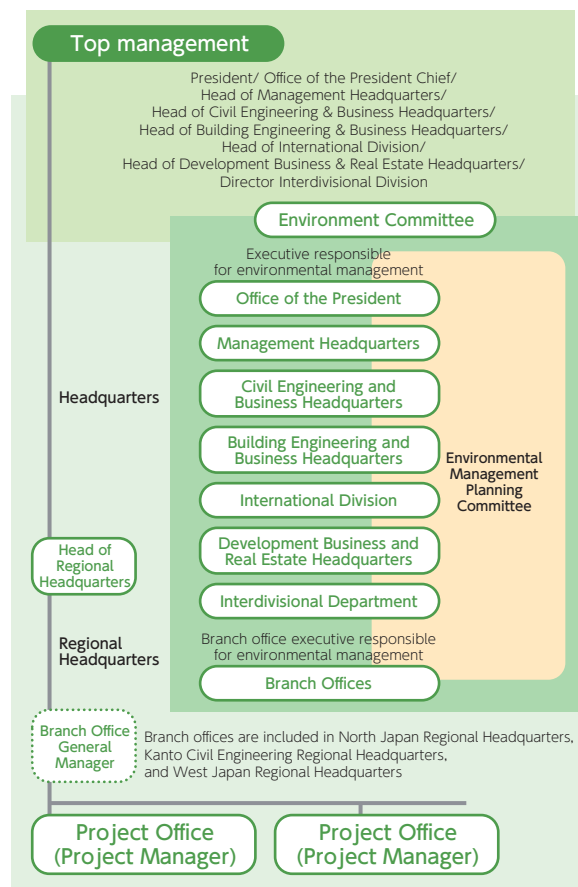 Top management
President/ Office of the President Chief/
Head of Management Headquarters/
Head of Civil Engineering & Business Headquarters/
Head of Building Engineering & Business Headquarters/
Head of International Division/
Head of Development Business & Real Estate Headquarters/
Director Interdivisional Division
Environment Committee
Executive responsible
for environmental management
Office of the President
Management Headquarters
Headquarters
Civil Engineering and
Business Headquarters
Building Engineering and
Business Headquarters
Environmental
Management
Planning
Committee
International Division
Development Business and
Real Estate Headquarters
Head of
Regional
Headquarters
Interdivisional Department
Regional
Headquarters
Branch office executive responsible
for environmental management
Branch Offices
Branch Office
General
Manager
Branch offices are included in North Japan Regional Headquarters,
Kanto Civil Engineering Regional Headquarters,
and West Japan Regional Headquarters
Project Office
(Project Manager)
Project Office
(Project Manager)